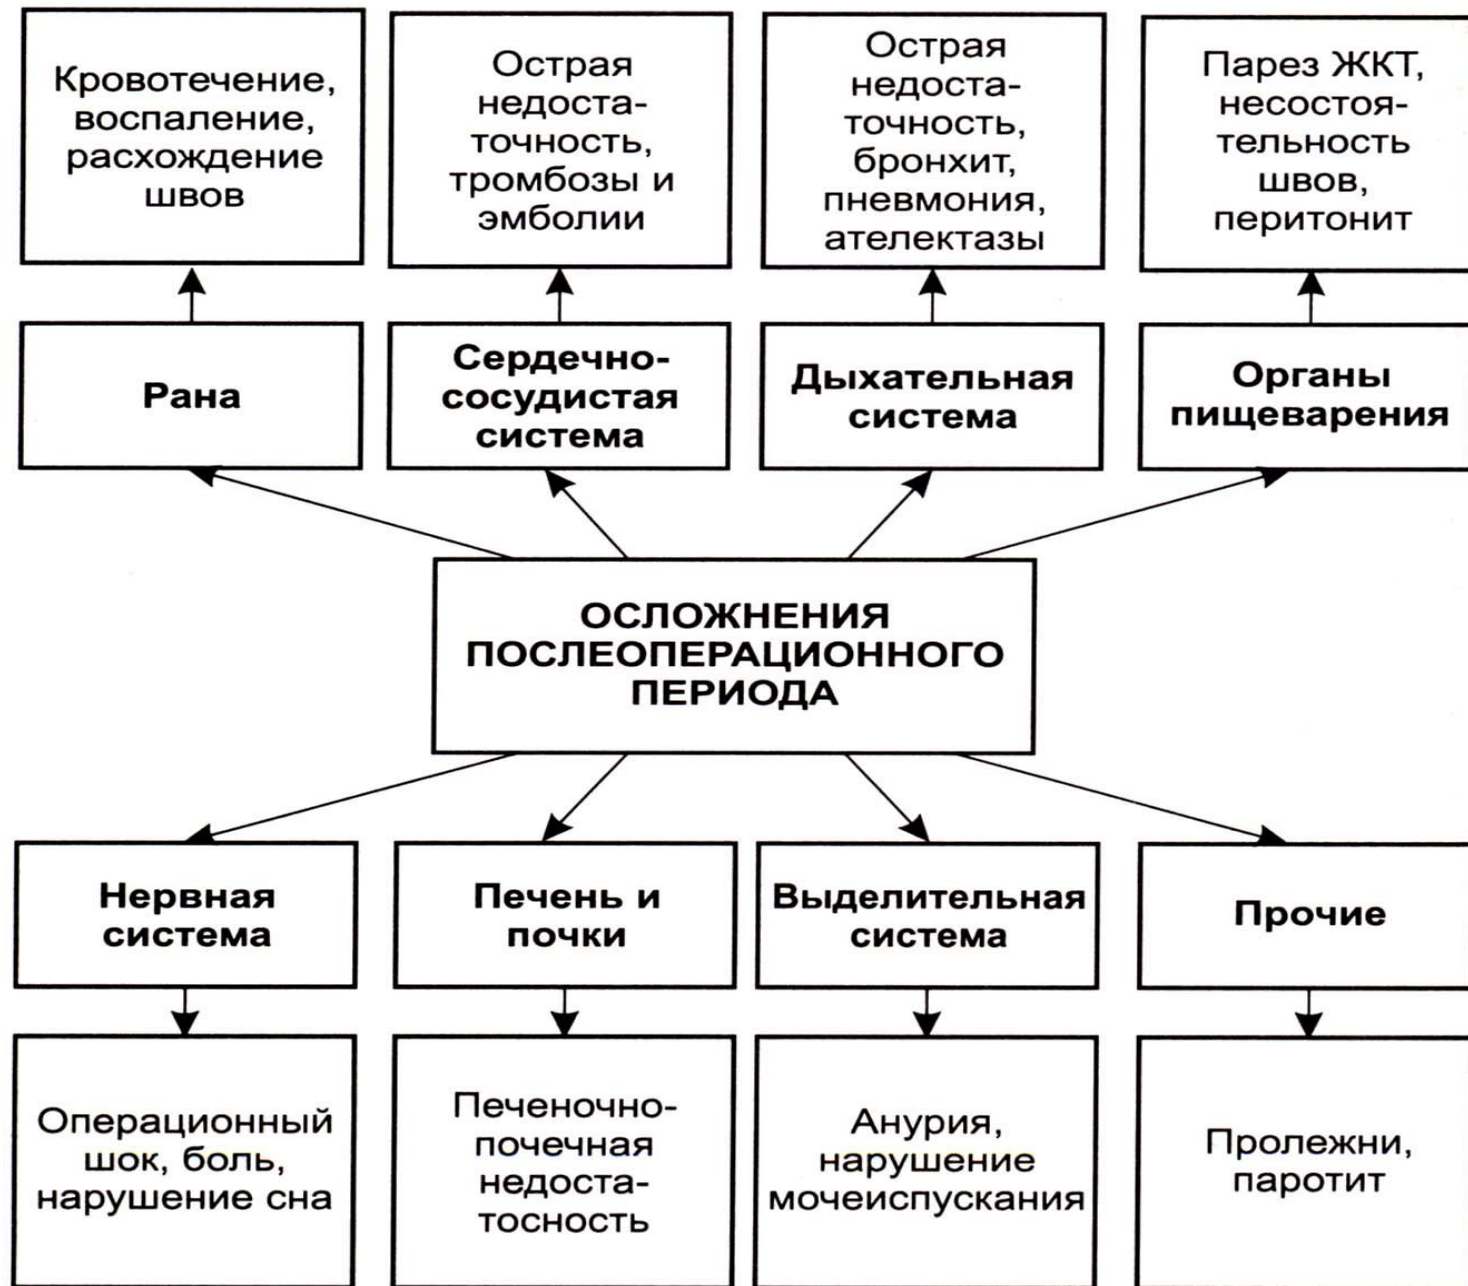 Кровотечение,
воспаление,
расхождение
швов
Острая
недоста-
точность,
тромбозы и
эмболии
Острая
недоста-
точность,
бронхит,
пневмония,
ателектазы
Парез ЖКТ,
несостоя-
тельность
швов,
перитонит
Рана
Сердечно-
сосудистая
система
Дыхательная
система
Органы
пищеварения
ОСЛОЖНЕНИЯ
ПОСЛЕОПЕРАЦИОННОГО
ПЕРИОДА
Нервная
система
Печень и
почки
Выделительная
система
Прочие
Операционный
шок, боль,
нарушение сна
Печеночно-
почечная
недоста-
тосность
Анурия,
нарушение
мочеиспускания
Пролежни,
паротит